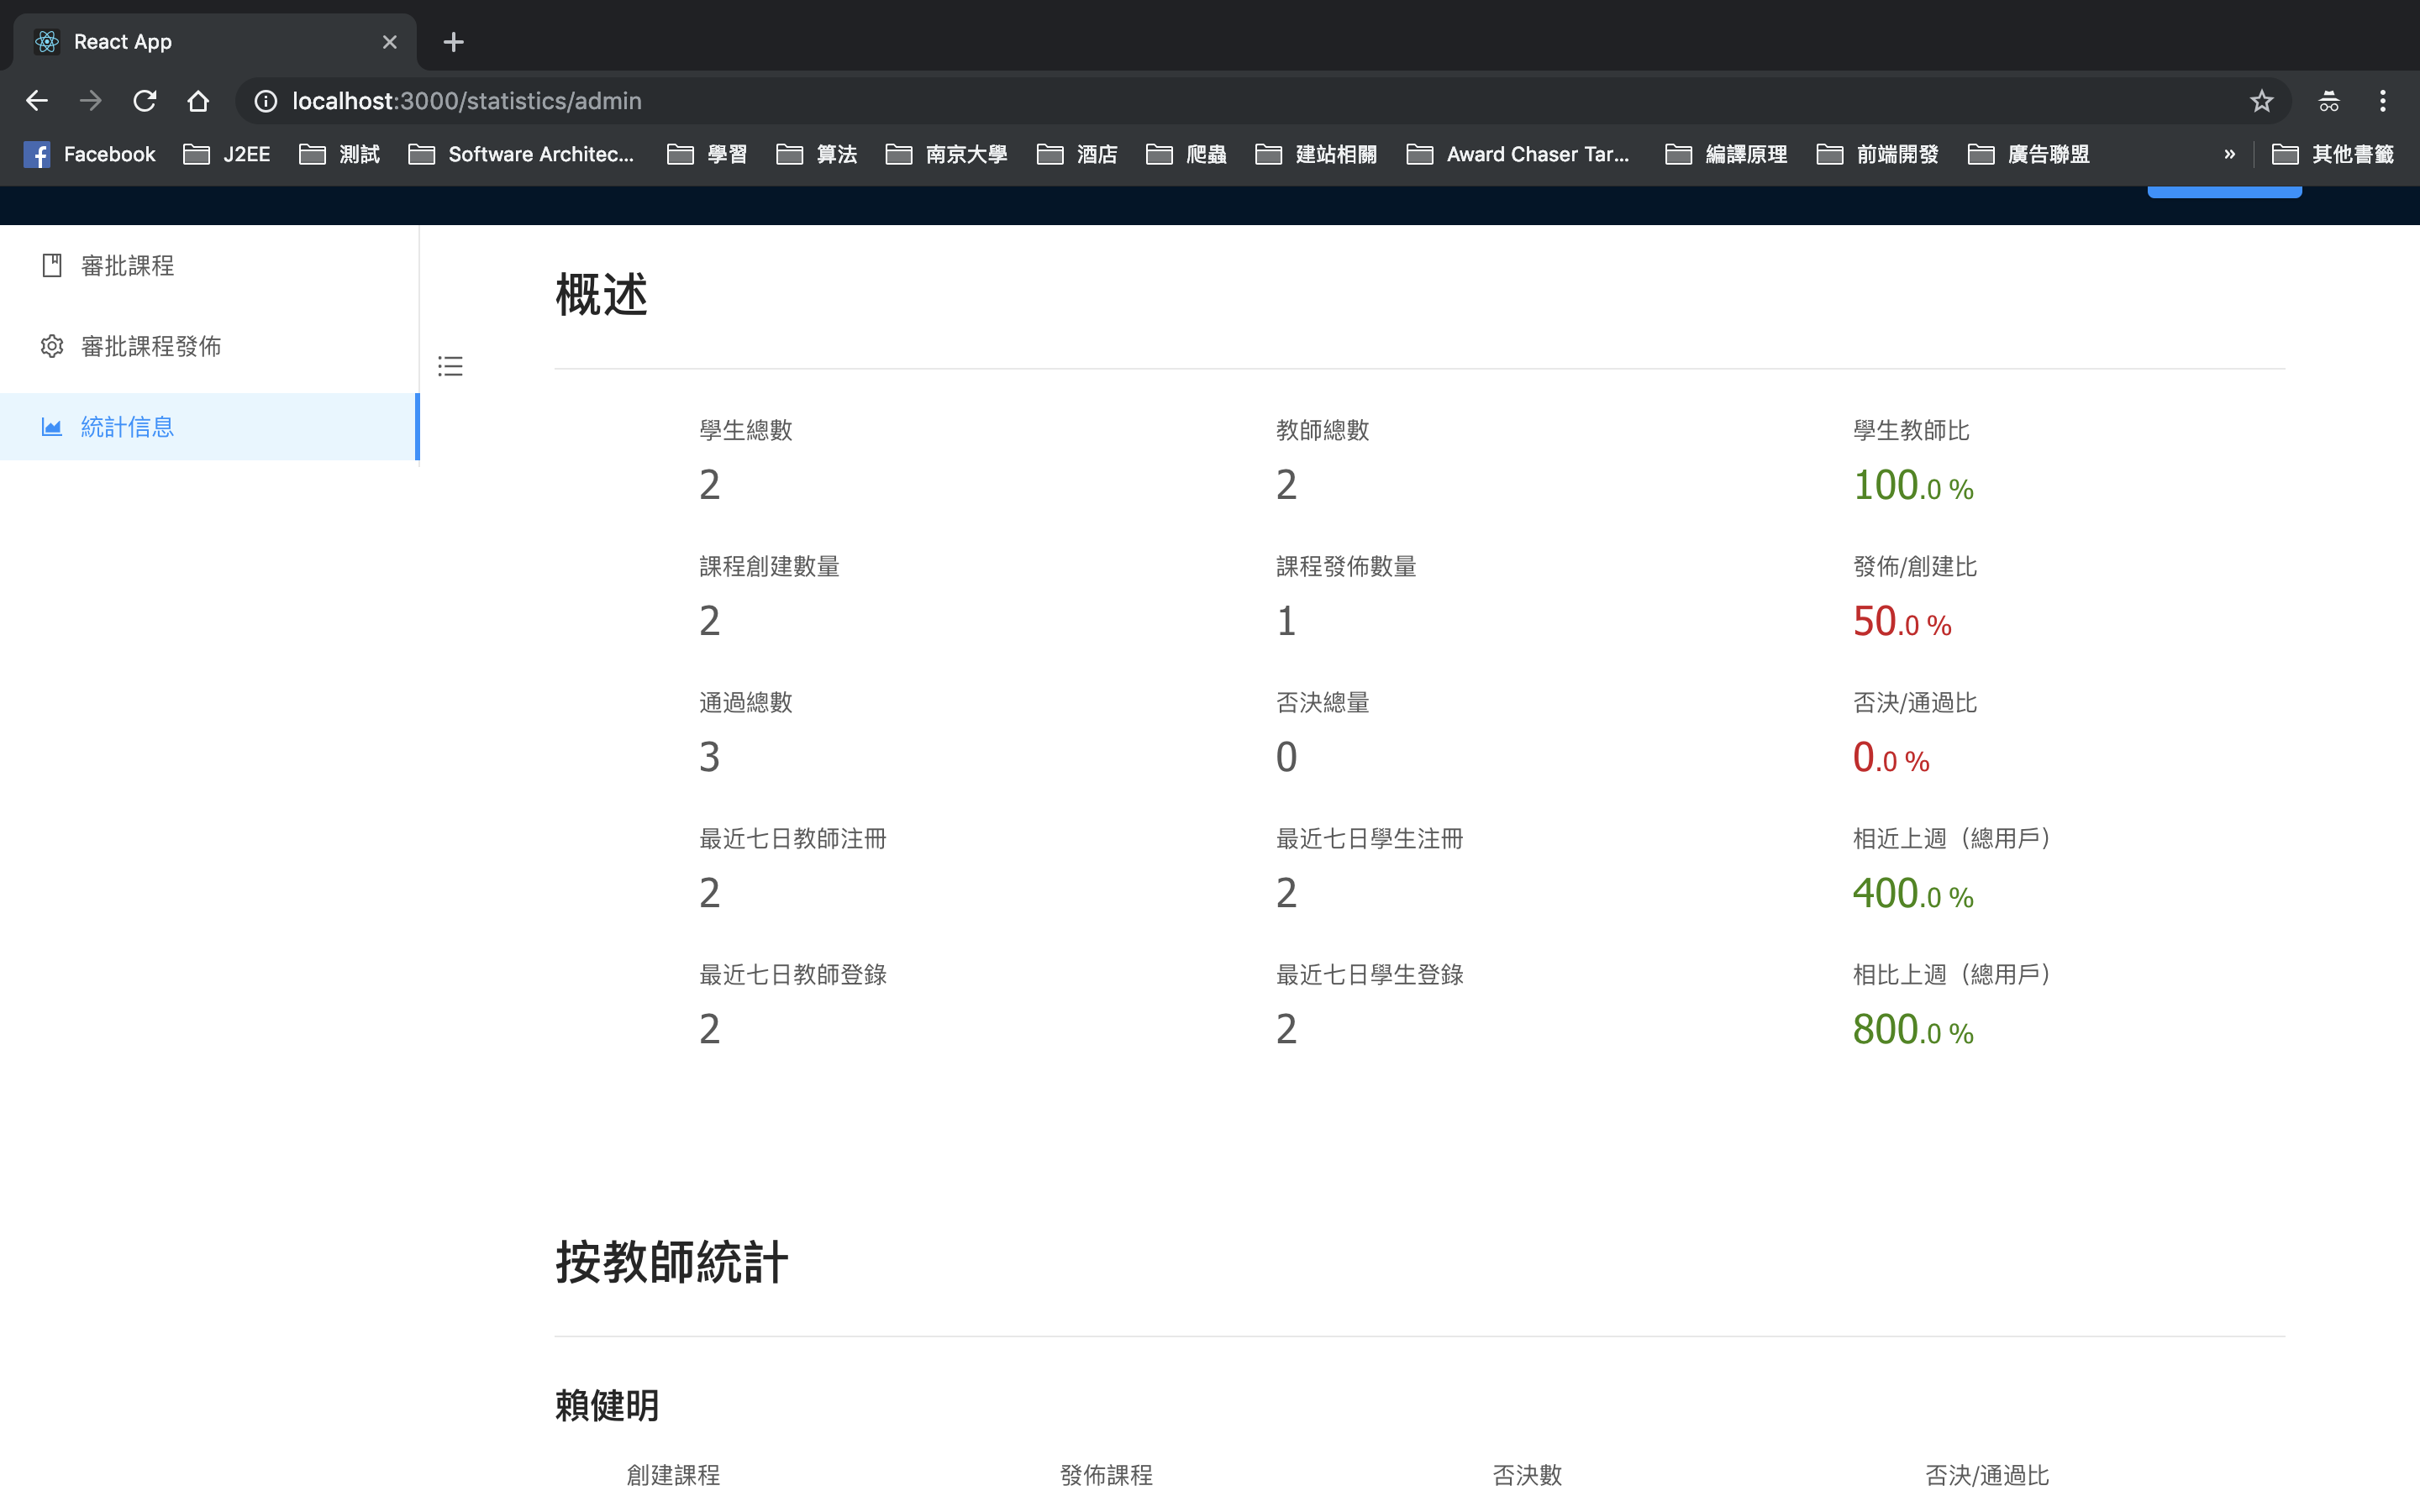 React App
localhost:3000/statistics/admin
Facebook J2EE 測試 Software Architec... 學習 算法 南京大學 酒店 爬蟲 建站相關 Award Chaser Tar... 編譯原理 前端開發 廣告聯盟 » 其他書籤
審批課程
審批課程發佈
統計信息
概述
學生總數 教師總數 學生教師比
2 2 100.0 %
課程創建數量 課程發佈數量 發佈/創建比
2 1 50.0 %
通過總數 否決總量 否決/通過比
3 0 0.0 %
最近七日教師注冊 最近七日學生注冊 相近上週（總用戶）
2 2 400.0 %
最近七日教師登錄 最近七日學生登錄 相比上週（總用戶）
2 2 800.0 %
按教師統計
賴健明
創建課程 發佈課程 否決數 否決/通過比